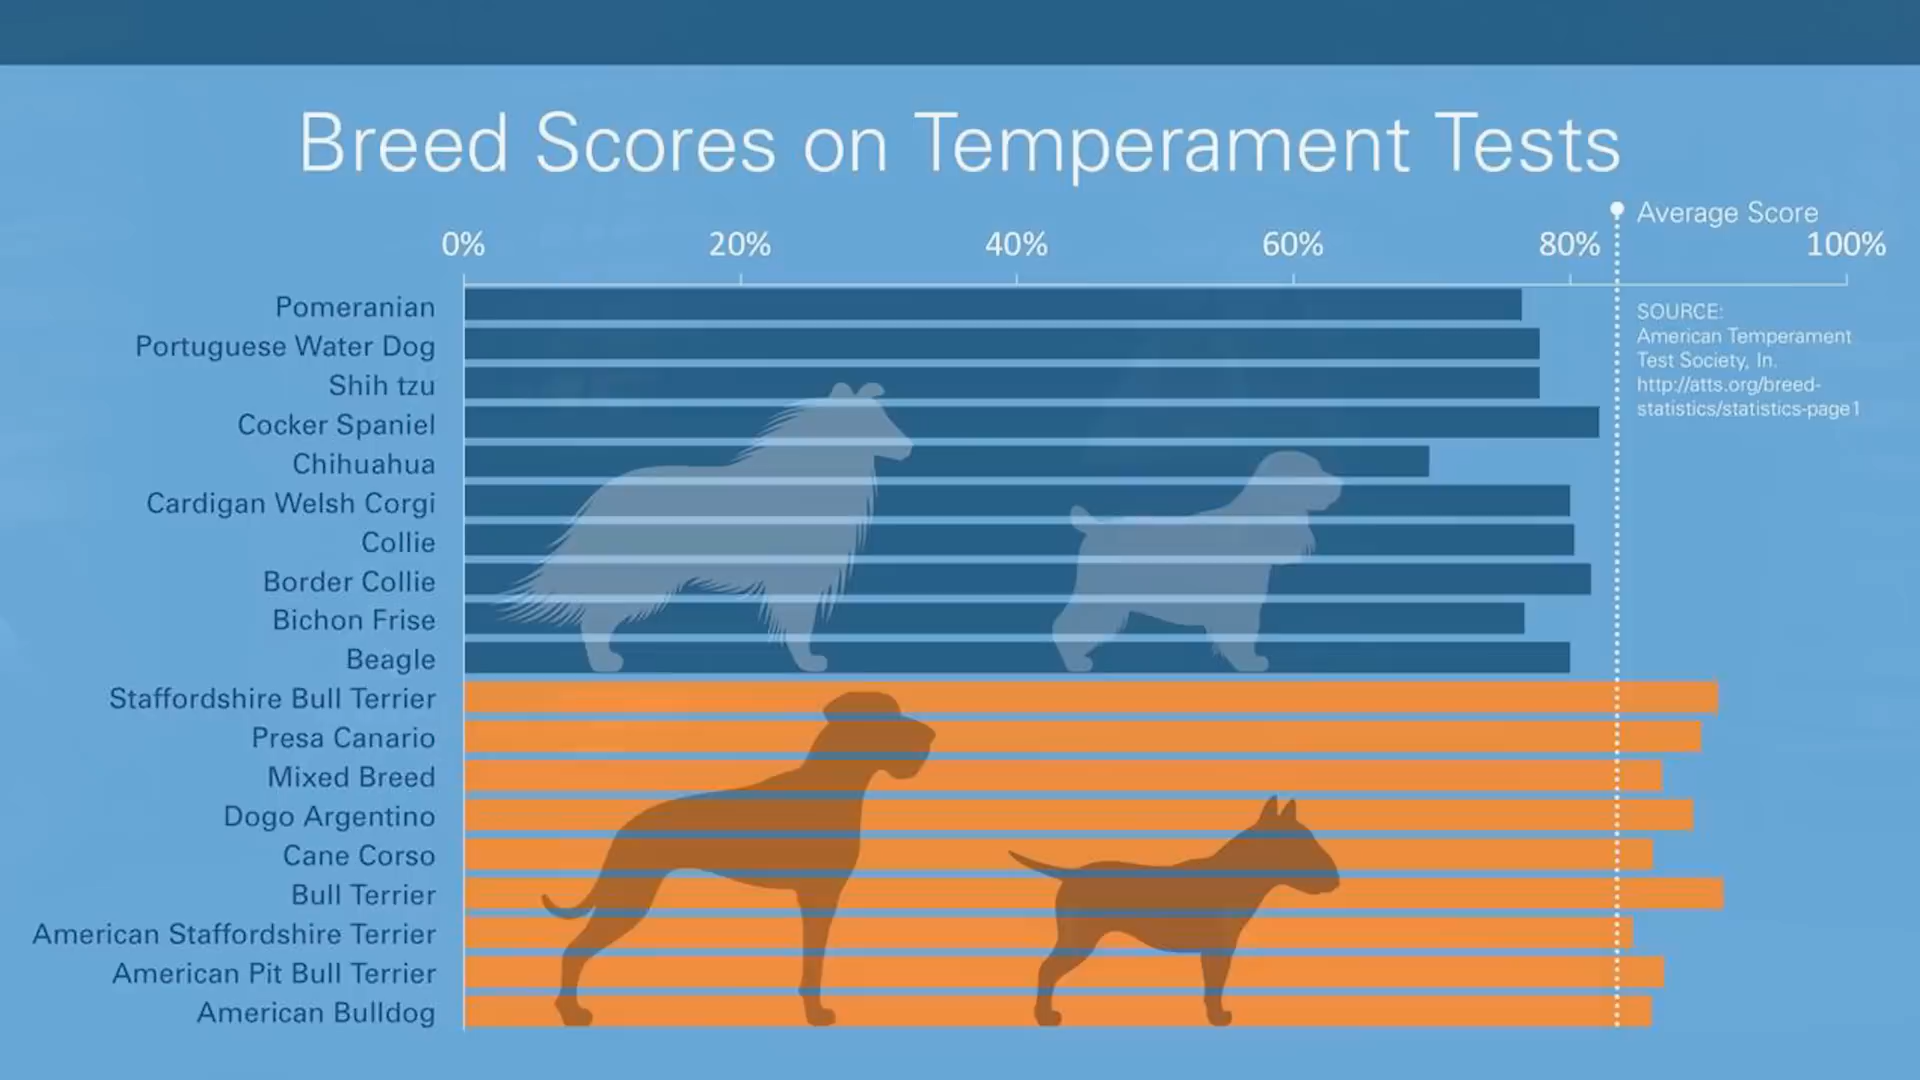 Breed Scores on Temperament Tests
Average Score
0% 20% 40% 60% 80% 100%
SOURCE:
American Temperament
Test Society, In.
http://atts.org/breed-
statistics/statistics-page1
Pomeranian
Portuguese Water Dog
Shih tzu
Cocker Spaniel
Chihuahua
Cardigan Welsh Corgi
Collie
Border Collie
Bichon Frise
Beagle
Staffordshire Bull Terrier
Presa Canario
Mixed Breed
Dogo Argentino
Cane Corso
Bull Terrier
American Staffordshire Terrier
American Pit Bull Terrier
American Bulldog